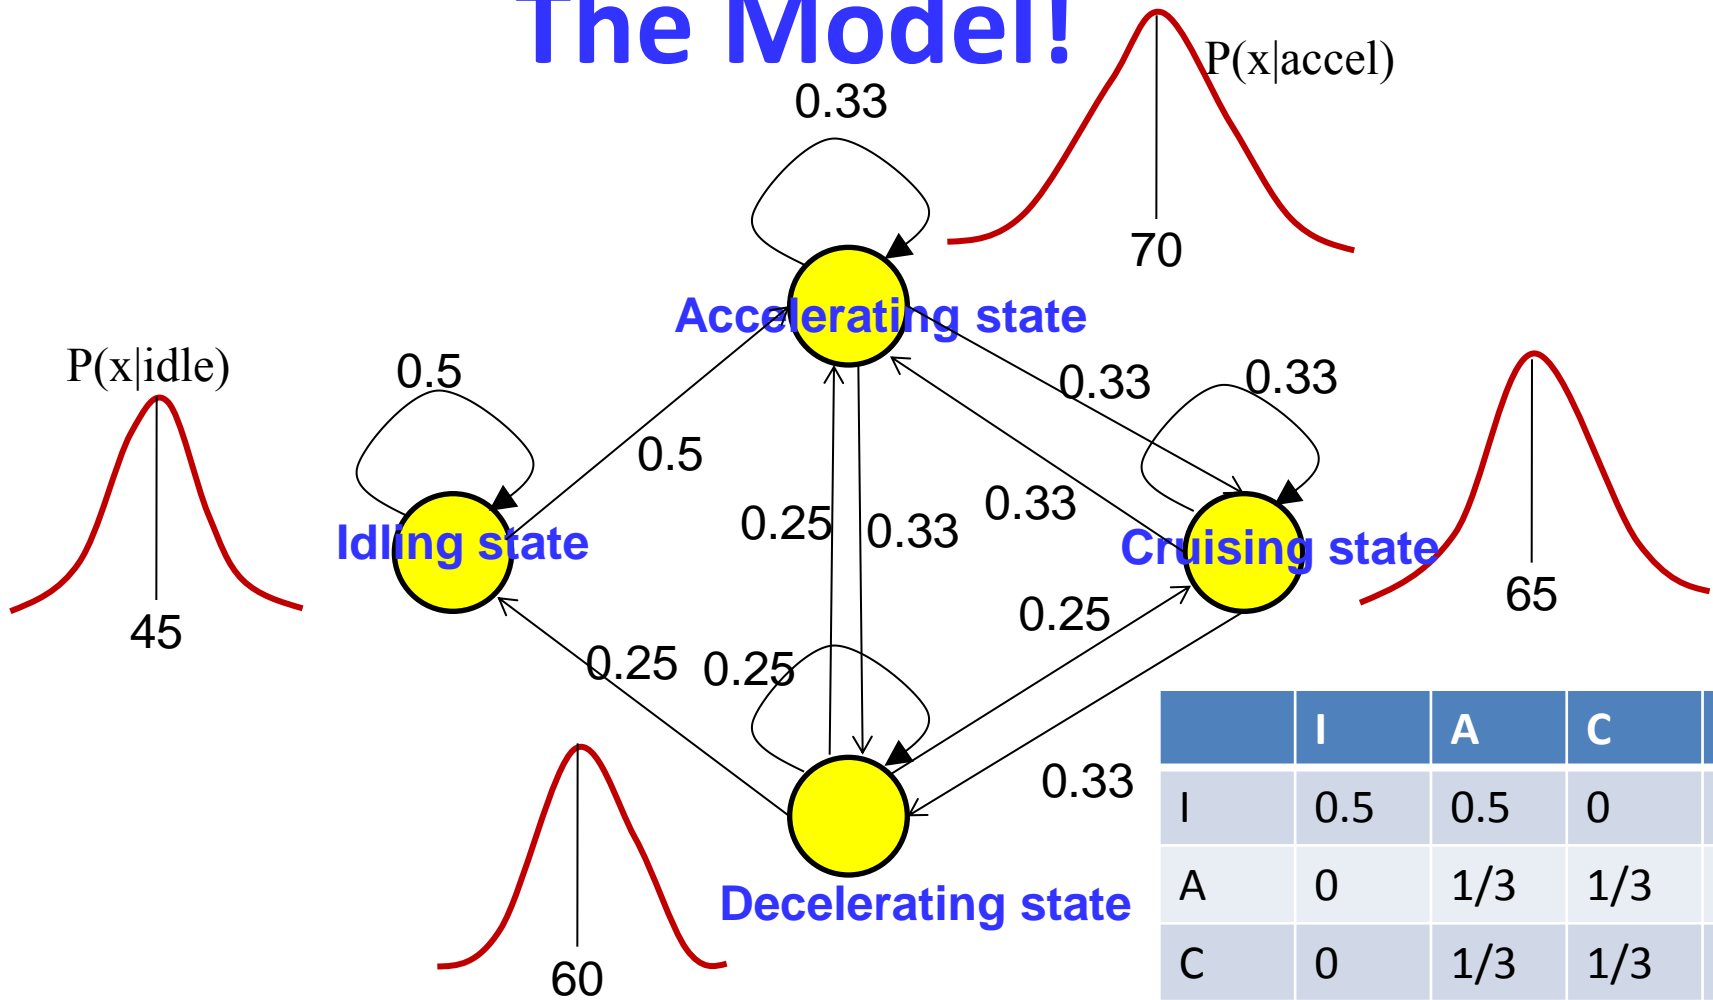 The Model!
P(x|accel)
0.33
70
Accelerating state
P(x|idle)
0.5
0.33
0.33
0.5
0.25
0.33
0.33
Idling state
Cruising state
45
65
0.25
0.25
0.25
0.33
I A C
I 0.5 0.5 0
A 0 1/3 1/3
C 0 1/3 1/3
Decelerating state
60